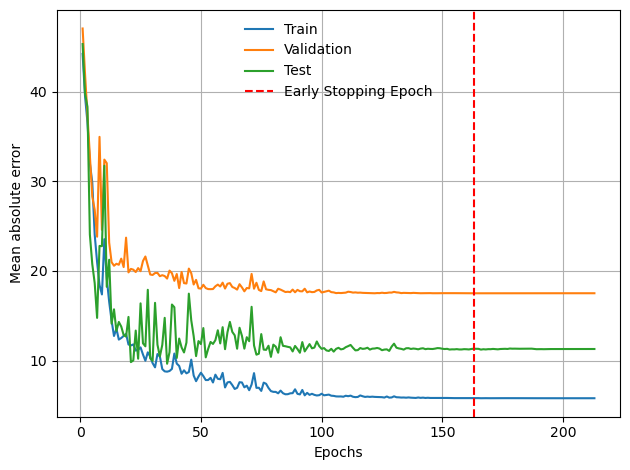 Train
Validation
Test
Early Stopping Epoch
Mean absolute error
40
30
20
10
0
50
100
150
200
Epochs